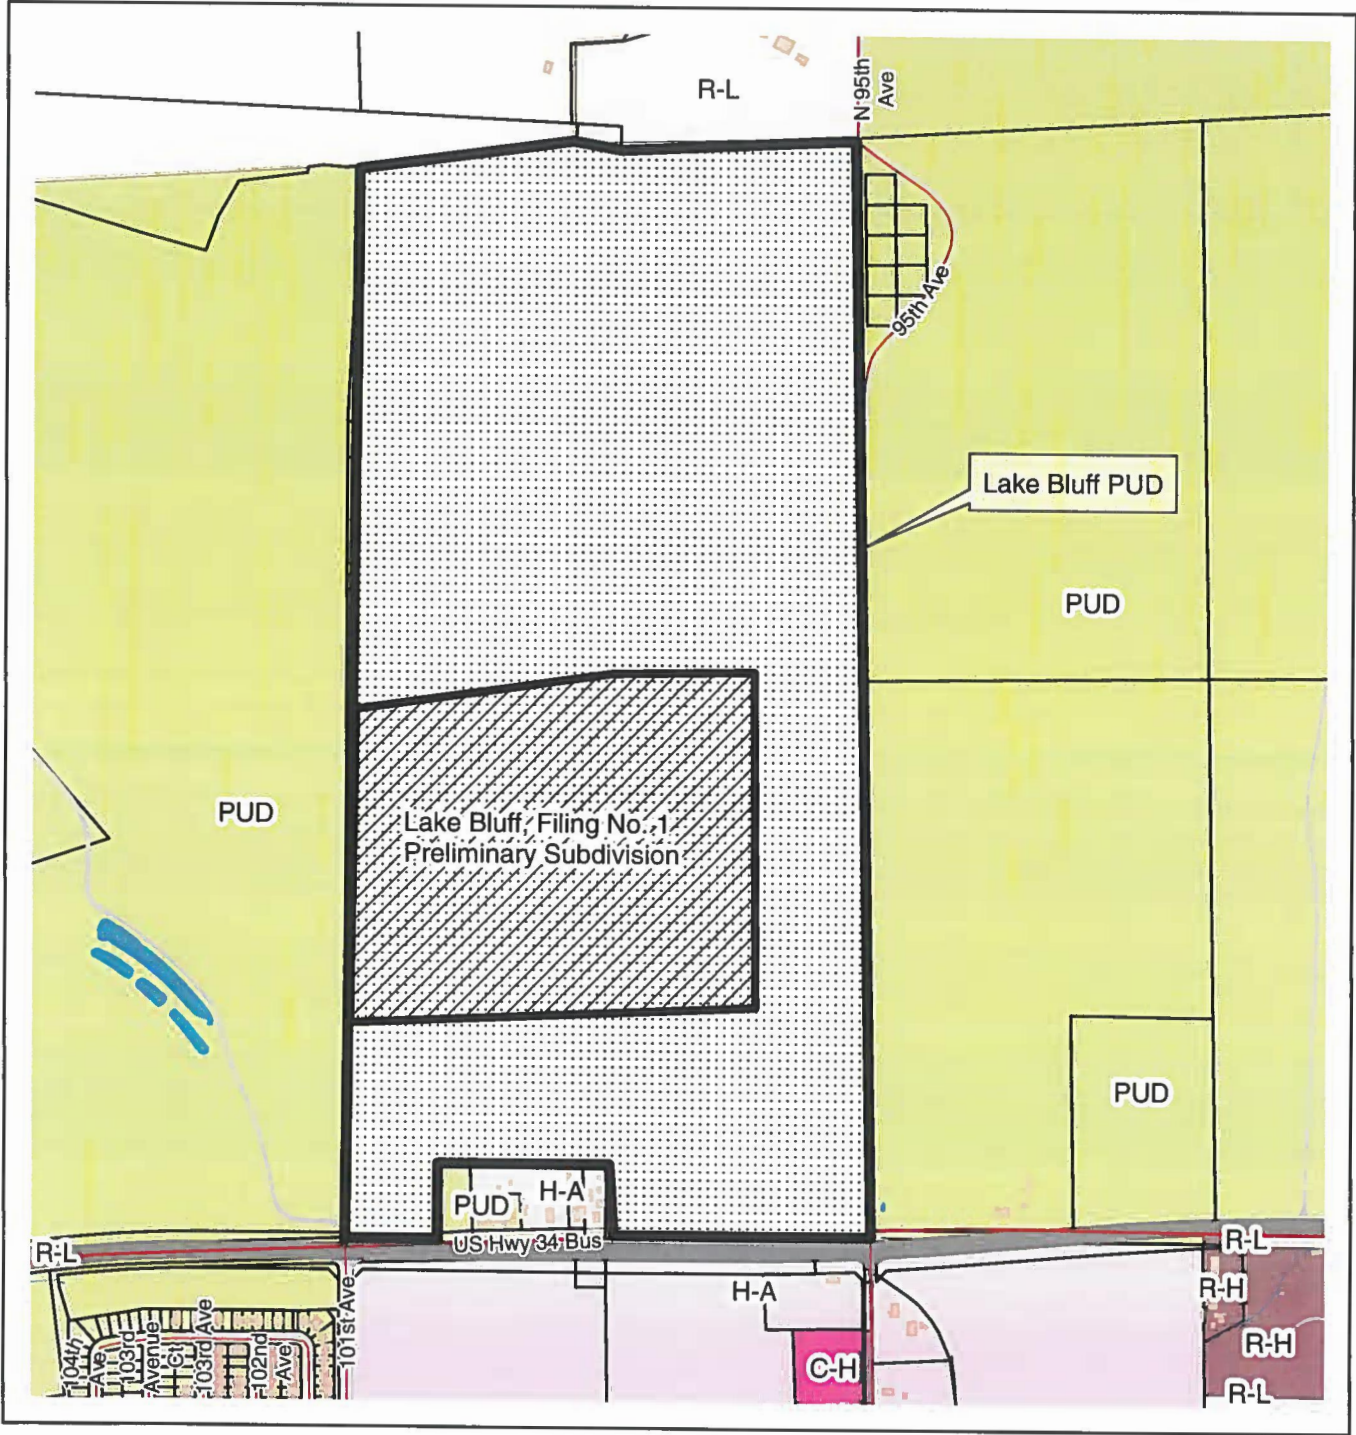 R-L
N 95th
Ave
95th Ave
Lake Bluff PUD
PUD
PUD
Lake Bluff, Filing No. 1
Preliminary Subdivision
PUD
PUD
H-A
US Hwy 34 Bus
R-L
R-L
H-A
R-H
R-H
C-H
R-L
101st Ave
104th
Ave
103rd
Avenue
Ct
103rd Ave
102nd
Ave